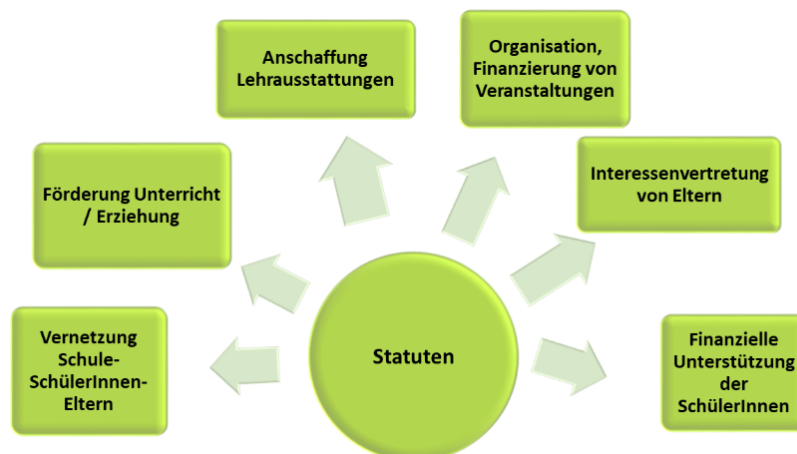 Anschaffung
Lehrausstattungen
Organisation,
Finanzierung von
Veranstaltungen
Förderung Unterricht
/ Erziehung
Interessenvertretung
von Eltern
Vernetzung
Schule-
SchülerInnen-
Eltern
Statuten
Finanzielle
Unterstützung
der
SchülerInnen